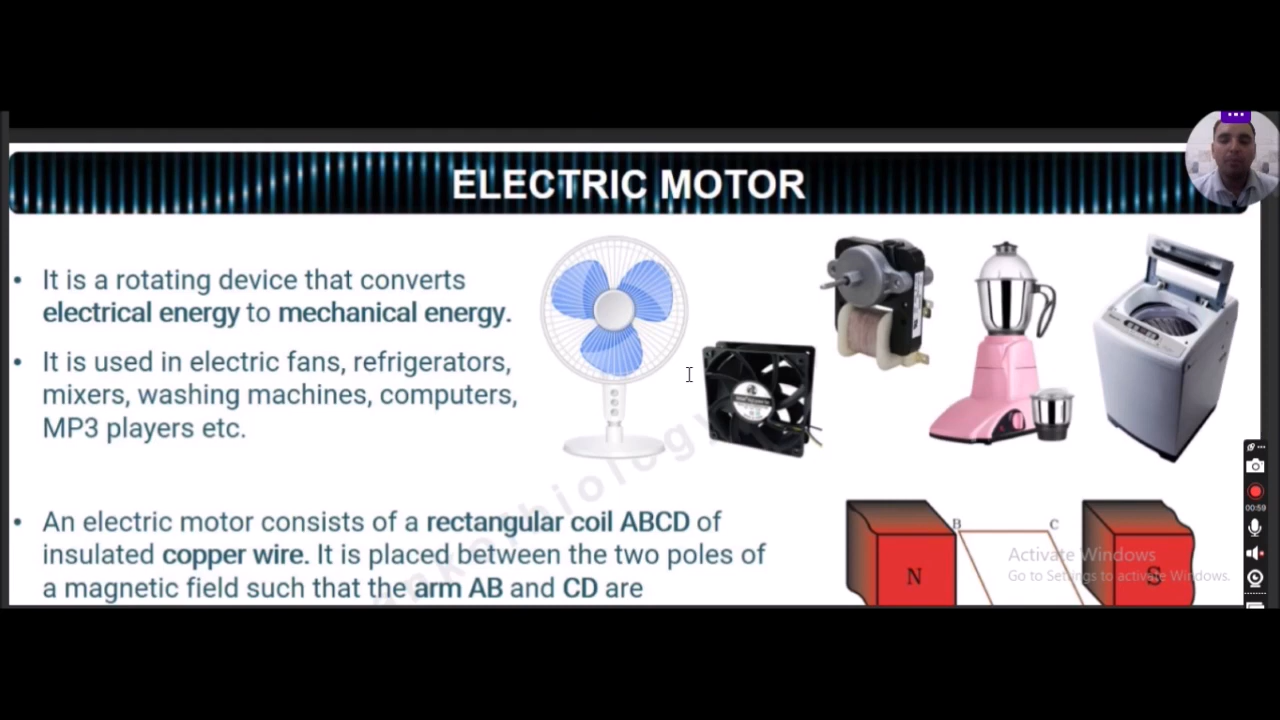 ELECTRIC MOTOR
• It is a rotating device that converts
electrical energy to mechanical energy.
• It is used in electric fans, refrigerators,
mixers, washing machines, computers,
MP3 players etc.
• An electric motor consists of a rectangular coil ABCD of
insulated copper wire. It is placed between the two poles of
a magnetic field such that the arm AB and CD are
B C
N S
Activate Windows
Go to Settings to activate Windows.
00:59